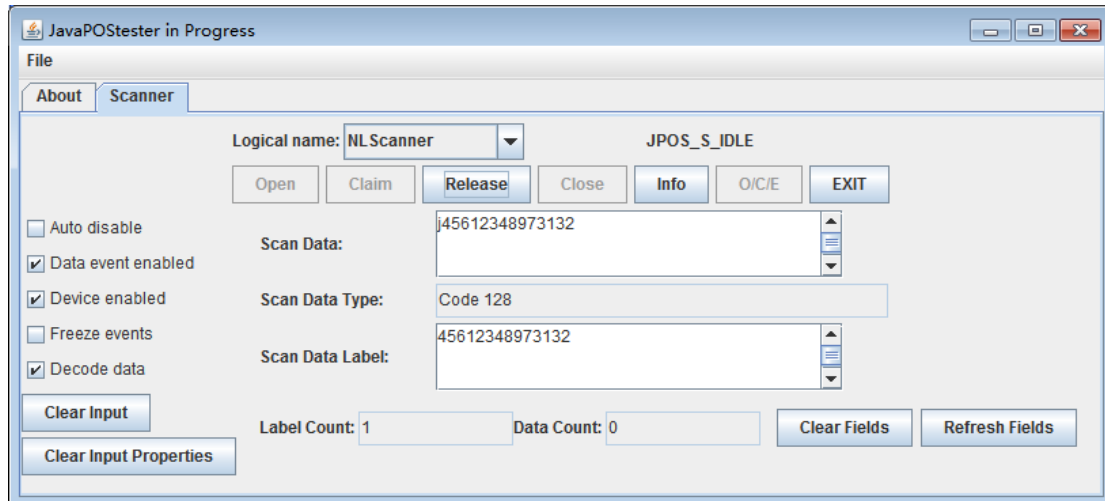 JavaPOStester in Progress
File
About Scanner
Logical name: NLScanner JPOS_S_IDLE
Open Claim Release Close Info O/C/E EXIT
Auto disable
Scan Data: j45612348973132
Data event enabled
Device enabled
Scan Data Type: Code 128
Freeze events
Scan Data Label: 45612348973132
Decode data
Clear Input
Label Count: 1 Data Count: 0 Clear Fields Refresh Fields
Clear Input Properties